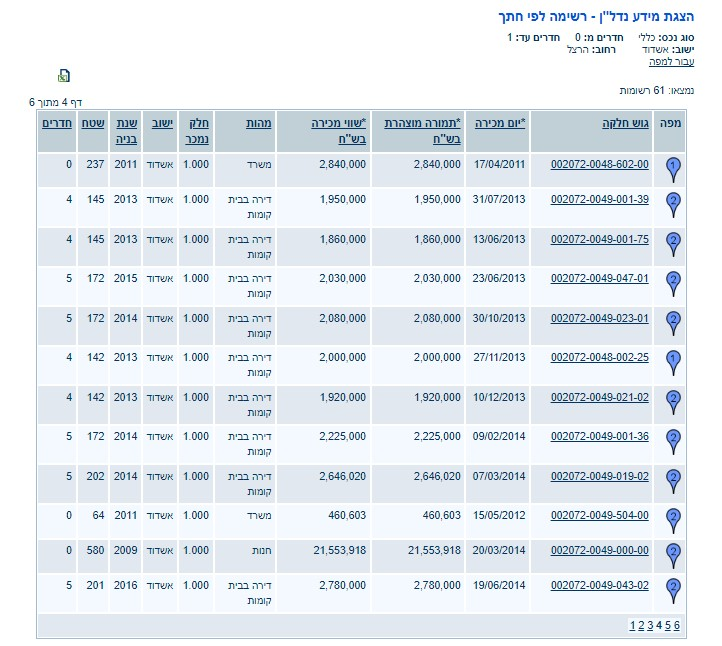 הצגת מידע נדל"ן - רשימה לפי חתך
סוג נכס: כללי חדרים מ: 0 חדרים עד: 1
ישוב: אשדוד רחוב: הרצל
עבור למפה
נמצאו: 61 רשומות
דף 4 מתוך 6
מפה גוש חלקה *יום מכירה *תמורה מוצהרת בש"ח *שווי מכירה בש"ח מהות חלק נמכר ישוב שנת בניה שטח חדרים
1 002072-0048-602-00 17/04/2011 2,840,000 2,840,000 משרד 1.000 אשדוד 2011 237 0
2 002072-0049-001-39 31/07/2013 1,950,000 1,950,000 דירה בבית קומות 1.000 אשדוד 2013 145 4
2 002072-0049-001-75 13/06/2013 1,860,000 1,860,000 דירה בבית קומות 1.000 אשדוד 2013 145 4
2 002072-0049-047-01 23/06/2013 2,030,000 2,030,000 דירה בבית קומות 1.000 אשדוד 2015 172 5
2 002072-0049-023-01 30/10/2013 2,080,000 2,080,000 דירה בבית קומות 1.000 אשדוד 2014 172 5
1 002072-0048-002-25 27/11/2013 2,000,000 2,000,000 דירה בבית קומות 1.000 אשדוד 2013 142 4
2 002072-0049-021-02 10/12/2013 1,920,000 1,920,000 דירה בבית קומות 1.000 אשדוד 2013 142 4
2 002072-0049-001-36 09/02/2014 2,225,000 2,225,000 דירה בבית קומות 1.000 אשדוד 2014 172 5
2 002072-0049-019-02 07/03/2014 2,646,020 2,646,020 דירה בבית קומות 1.000 אשדוד 2014 202 5
2 002072-0049-504-00 15/05/2012 460,603 460,603 משרד 1.000 אשדוד 2011 64 0
2 002072-0049-000-00 20/03/2014 21,553,918 21,553,918 חנות 1.000 אשדוד 2009 580 0
2 002072-0049-043-02 19/06/2014 2,780,000 2,780,000 דירה בבית קומות 1.000 אשדוד 2016 201 5
1 2 3 4 5 6